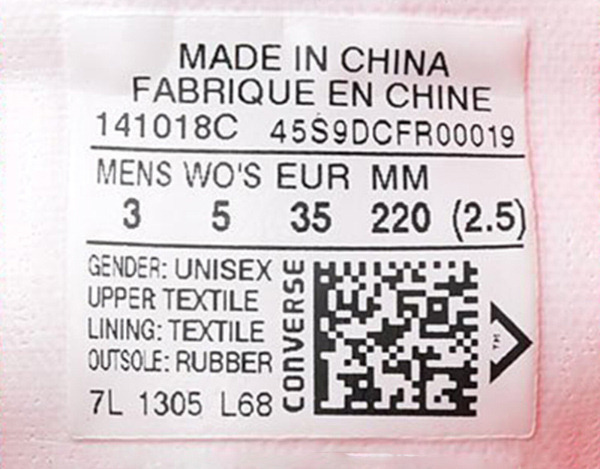 MADE IN CHINA
FABRIQUE EN CHINE
141018C 45S9DCFR00019
MENS WO'S EUR MM
3 5 35 220 (2.5)
GENDER: UNISEX
UPPER TEXTILE
LINING: TEXTILE
OUTSOLE: RUBBER
7L 1305 L68
CONVERSE
TM